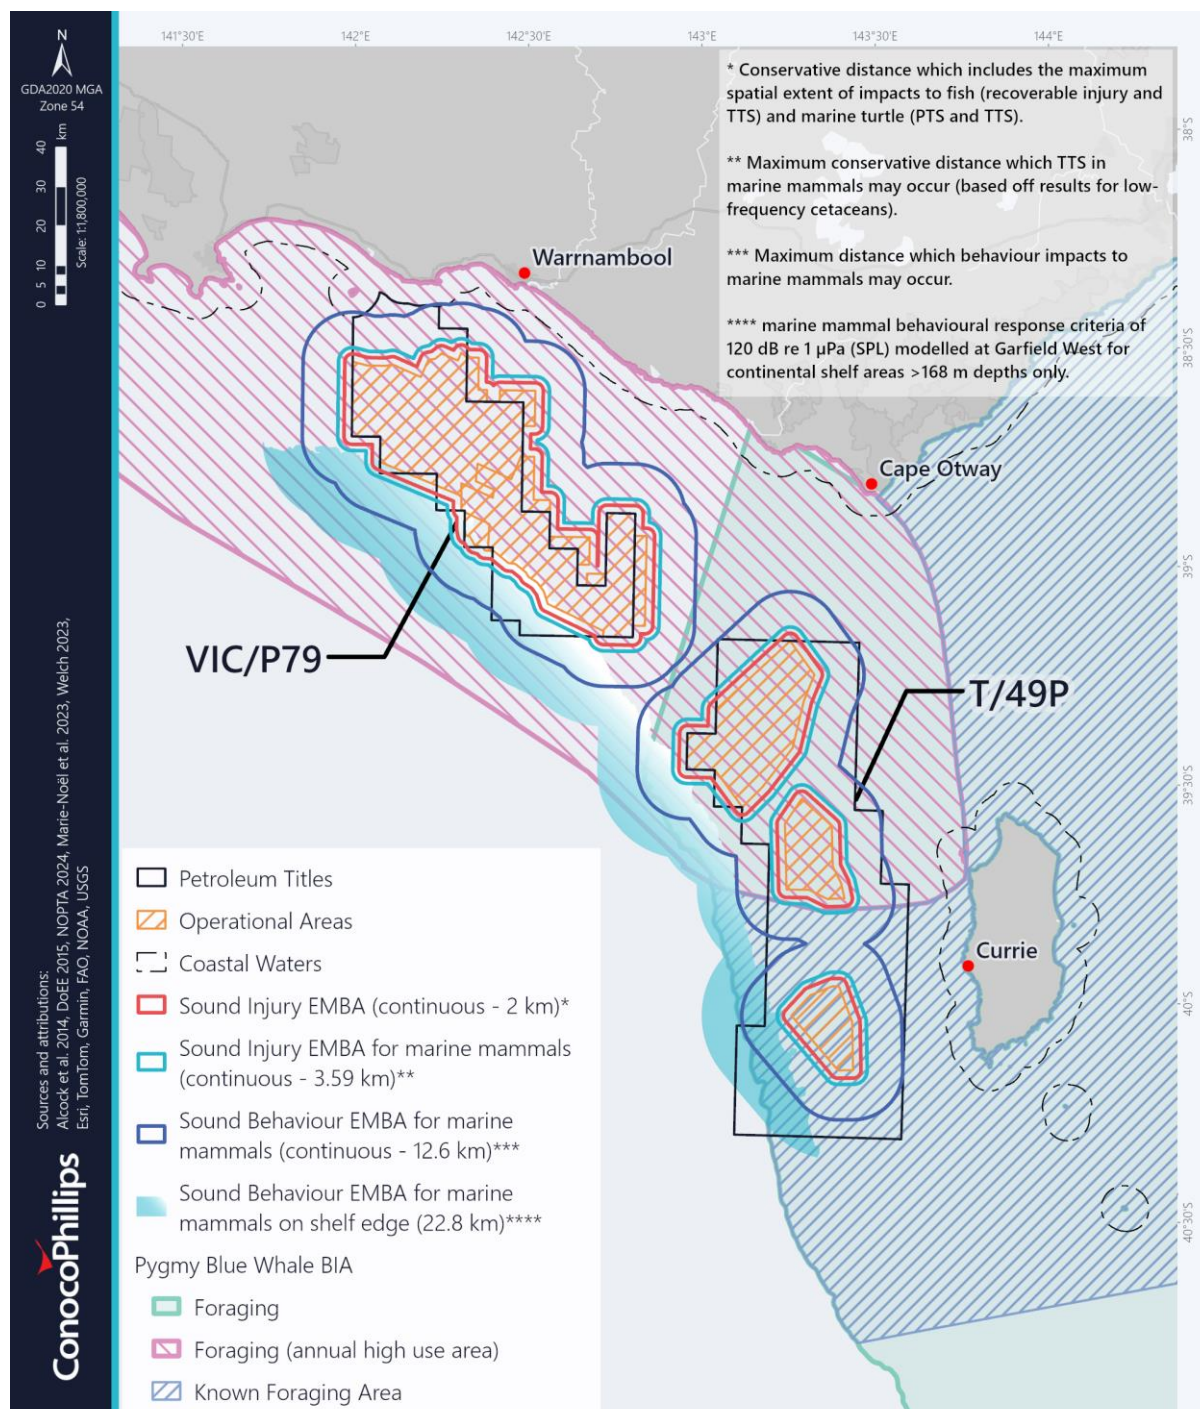 141°30'E
142°E
142°30'E
143°E
143°30'E
144°E
N
GDA2020 MGA
Zone 54
0 5 10 20 30 40
km
Scale: 1:1,800,000
* Conservative distance which includes the maximum
spatial extent of impacts to fish (recoverable injury and
TTS) and marine turtle (PTS and TTS).
** Maximum conservative distance which TTS in
marine mammals may occur (based off results for low-
frequency cetaceans).
*** Maximum distance which behaviour impacts to
marine mammals may occur.
**** marine mammal behavioural response criteria of
120 dB re 1 µPa (SPL) modelled at Garfield West for
continental shelf areas >168 m depths only.
38°S
38°30'S
39°S
39°30'S
40°S
40°30'S
Warrnambool
Cape Otway
VIC/P79
T/49P
Currie
Petroleum Titles
Operational Areas
Coastal Waters
Sound Injury EMBA (continuous - 2 km)*
Sound Injury EMBA for marine mammals
(continuous - 3.59 km)**
Sound Behaviour EMBA for marine
mammals (continuous - 12.6 km)***
Sound Behaviour EMBA for marine
mammals on shelf edge (22.8 km)****
Pygmy Blue Whale BIA
Foraging
Foraging (annual high use area)
Known Foraging Area
Sources and attributions:
Alcock et al. 2014, DoEE 2015, NOPTA 2024, Marie-Noël et al. 2023, Welch 2023,
Esri, TomTom, Garmin, FAO, NOAA, USGS
ConocoPhillips